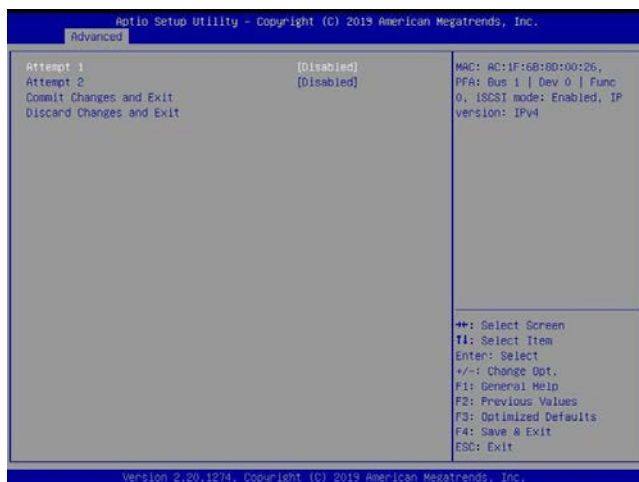 Aptio Setup Utility - Copyright (C) 2019 American Megatrends, Inc.
Advanced
Attempt 1 [Disabled]
Attempt 2 [Disabled]
Commit Changes and Exit
Discard Changes and Exit
MAC: AC:1F:6B:8D:00:26,
PFA: Bus 1 | Dev 0 | Func
0, iSCSI mode: Enabled, IP
version: IPv4
→←: Select Screen
↑↓: Select Item
Enter: Select
+/-: Change Opt.
F1: General Help
F2: Previous Values
F3: Optimized Defaults
F4: Save & Exit
ESC: Exit
Version 2.20.1274. Copyright (C) 2019 American Megatrends, Inc.